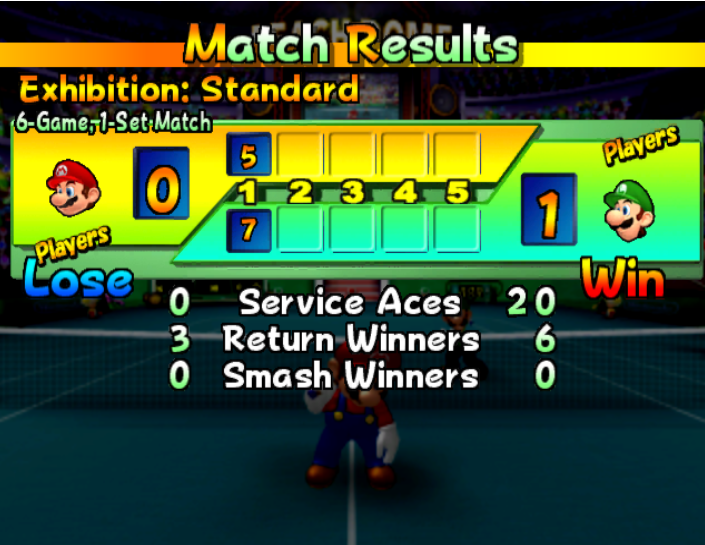 Match Results
Exhibition: Standard
6-Game, 1-Set Match
Players
5
0
1 2 3 4 5
1
7
Players
Lose
Win
0 Service Aces 20
3 Return Winners 6
0 Smash Winners 0